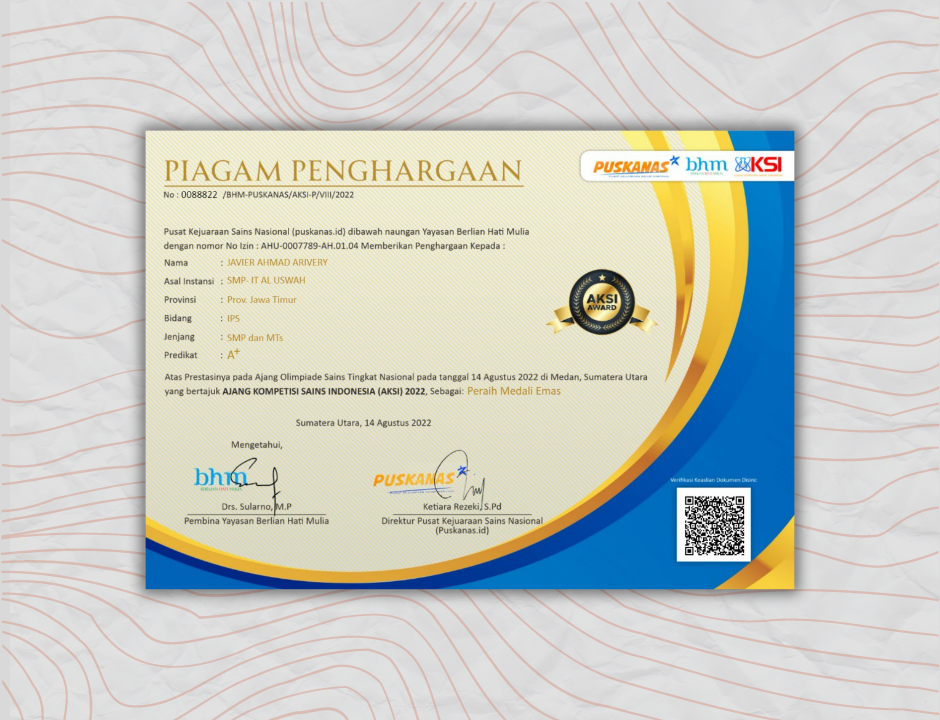 PIAGAM PENGHARGAAN
No : 0088822 /BHM-PUSKANAS/AKSI-P/VIII/2022
PUSKANAS bhm KSI
Pusat Kejuaraan Sains Nasional (puskanas.id) dibawah naungan Yayasan Berlian Hati Mulia
dengan nomor No Izin : AHU-0007789-AH.01.04 Memberikan Penghargaan Kepada :
Nama : JAVIER AHMAD ARIVERY
Asal Instansi : SMP- IT AL USWAH
Provinsi : Prov. Jawa Timur
Bidang : IPS
Jenjang : SMP dan MTs
Predikat : A+
AKSI
AWARD
Atas Prestasinya pada Ajang Olimpiade Sains Tingkat Nasional pada tanggal 14 Agustus 2022 di Medan, Sumatera Utara
yang bertajuk AJANG KOMPETISI SAINS INDONESIA (AKSI) 2022, Sebagai: Peraih Medali Emas
Sumatera Utara, 14 Agustus 2022
Mengetahui,
bhm
BERLIAN HATI MULIA
PUSKANAS
Drs. Sularno, M.P
Pembina Yayasan Berlian Hati Mulia
Ketiara Rezeki, S.Pd
Direktur Pusat Kejuaraan Sains Nasional
(Puskanas.id)
Verifikasi Keaslian Dokumen Disini: